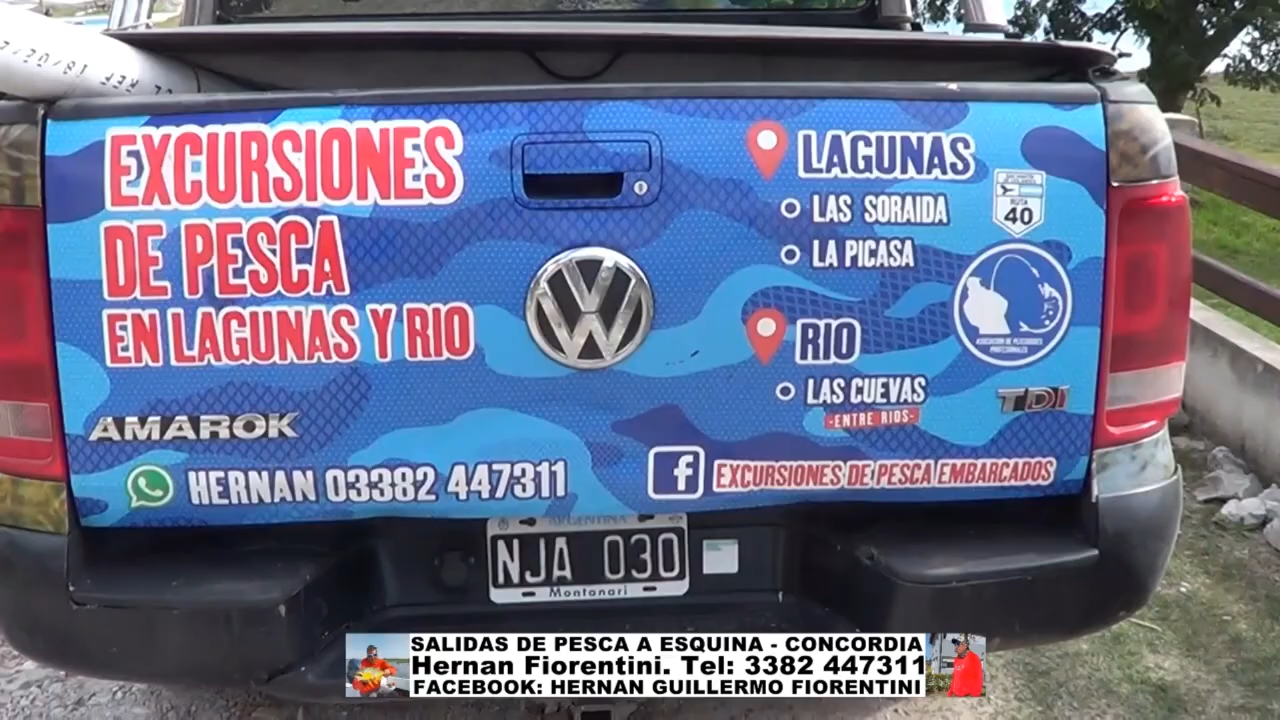 EXCURSIONES
DE PESCA
EN LAGUNAS Y RIO
AMAROK
HERNAN 03382 447311
LAGUNAS
LAS SORAIDA
LA PICASA
RUTA
40
RIO
LAS CUEVAS
-ENTRE RIOS-
TDI
f EXCURSIONES DE PESCA EMBARCADOS
ARGENTINA
NJA 030
Montanari
SALIDAS DE PESCA A ESQUINA - CONCORDIA
Hernan Fiorentini. Tel: 3382 447311
FACEBOOK: HERNAN GUILLERMO FIORENTINI